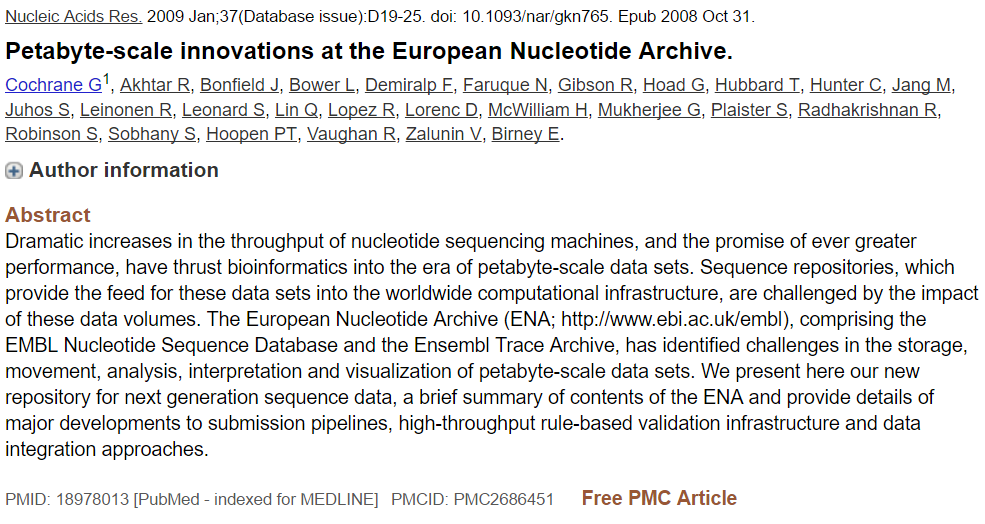 Nucleic Acids Res. 2009 Jan;37(Database issue):D19-25. doi: 10.1093/nar/gkn765. Epub 2008 Oct 31.
Petabyte-scale innovations at the European Nucleotide Archive.
Cochrane G1, Akhtar R, Bonfield J, Bower L, Demiralp F, Faruque N, Gibson R, Hoad G, Hubbard T, Hunter C, Jang M,
Juhos S, Leinonen R, Leonard S, Lin Q, Lopez R, Lorenc D, McWilliam H, Mukherjee G, Plaister S, Radhakrishnan R,
Robinson S, Sobhany S, Hoopen PT, Vaughan R, Zalunin V, Birney E.
Author information
Abstract
Dramatic increases in the throughput of nucleotide sequencing machines, and the promise of ever greater
performance, have thrust bioinformatics into the era of petabyte-scale data sets. Sequence repositories, which
provide the feed for these data sets into the worldwide computational infrastructure, are challenged by the impact
of these data volumes. The European Nucleotide Archive (ENA; http://www.ebi.ac.uk/embl), comprising the
EMBL Nucleotide Sequence Database and the Ensembl Trace Archive, has identified challenges in the storage,
movement, analysis, interpretation and visualization of petabyte-scale data sets. We present here our new
repository for next generation sequence data, a brief summary of contents of the ENA and provide details of
major developments to submission pipelines, high-throughput rule-based validation infrastructure and data
integration approaches.
PMID: 18978013 [PubMed - indexed for MEDLINE] PMCID: PMC2686451 Free PMC Article